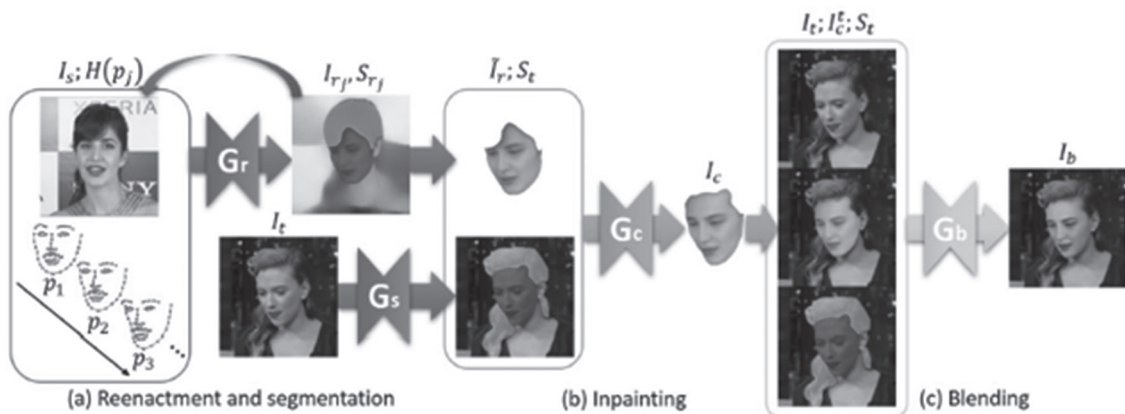 I_t; I_c^t; S_t
I_s; H(p_j)
I_{r_j}, S_{r_j}
Ĩ_r; S_t
XPERIA
G_r
NY
I_c
I_b
I_t
G_c
G_b
p_1
G_s
p_2
p_3
...
(a) Reenactment and segmentation
(b) Inpainting
(c) Blending